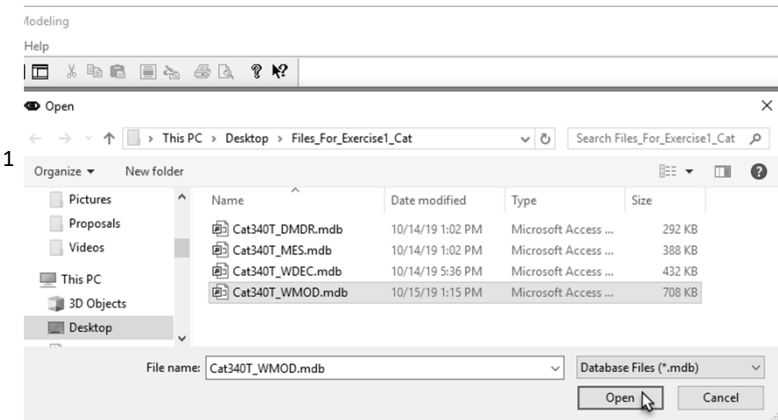 Modeling
Help
Open
This PC > Desktop > Files_For_Exercise1_Cat
Search Files_For_Exercise1_Cat
1
Organize
New folder
Name Date modified Type Size
Pictures
Proposals
Videos
This PC
3D Objects
Desktop
Cat340T_DMDR.mdb 10/14/19 1:02 PM Microsoft Access ... 292 KB
Cat340T_MES.mdb 10/14/19 1:02 PM Microsoft Access ... 388 KB
Cat340T_WDEC.mdb 10/14/19 5:36 PM Microsoft Access ... 432 KB
Cat340T_WMOD.mdb 10/15/19 1:15 PM Microsoft Access ... 708 KB
File name: Cat340T_WMOD.mdb
Database Files (*.mdb)
Open
Cancel